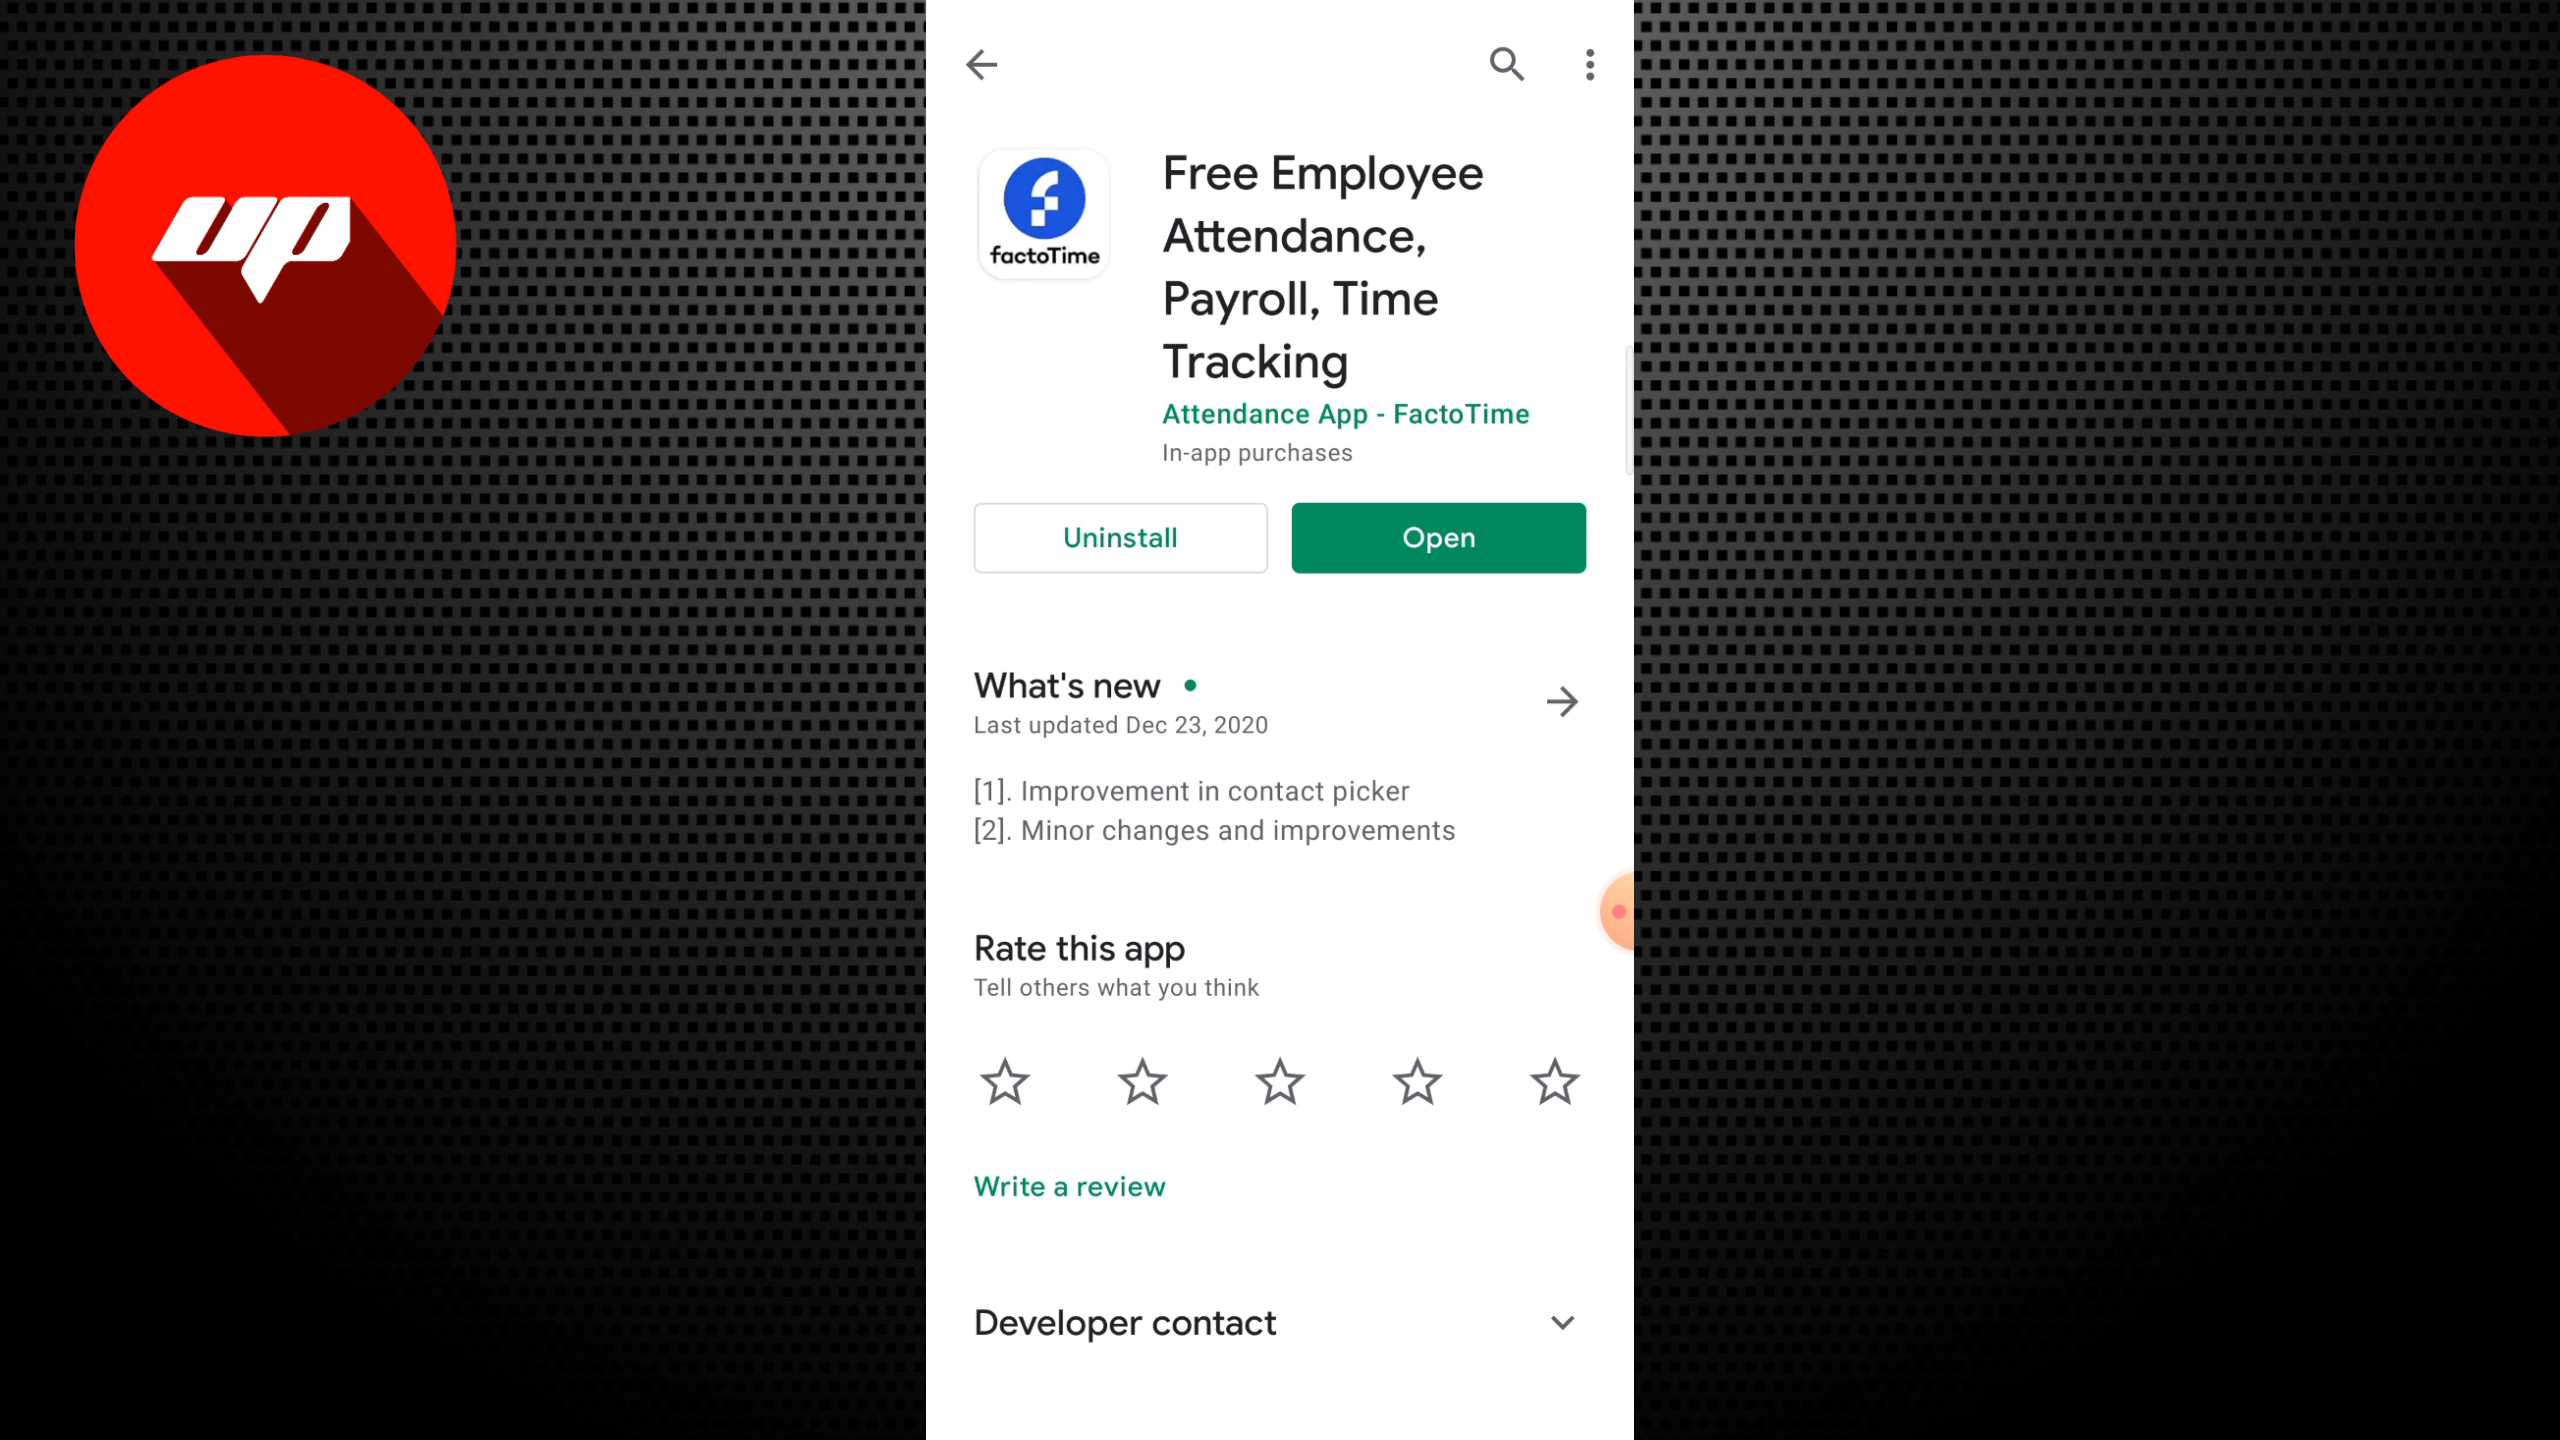 up
factoTime
Free Employee
Attendance,
Payroll, Time
Tracking
Attendance App - FactoTime
In-app purchases
Uninstall
Open
What's new
Last updated Dec 23, 2020
[1]. Improvement in contact picker
[2]. Minor changes and improvements
Rate this app
Tell others what you think
Write a review
Developer contact